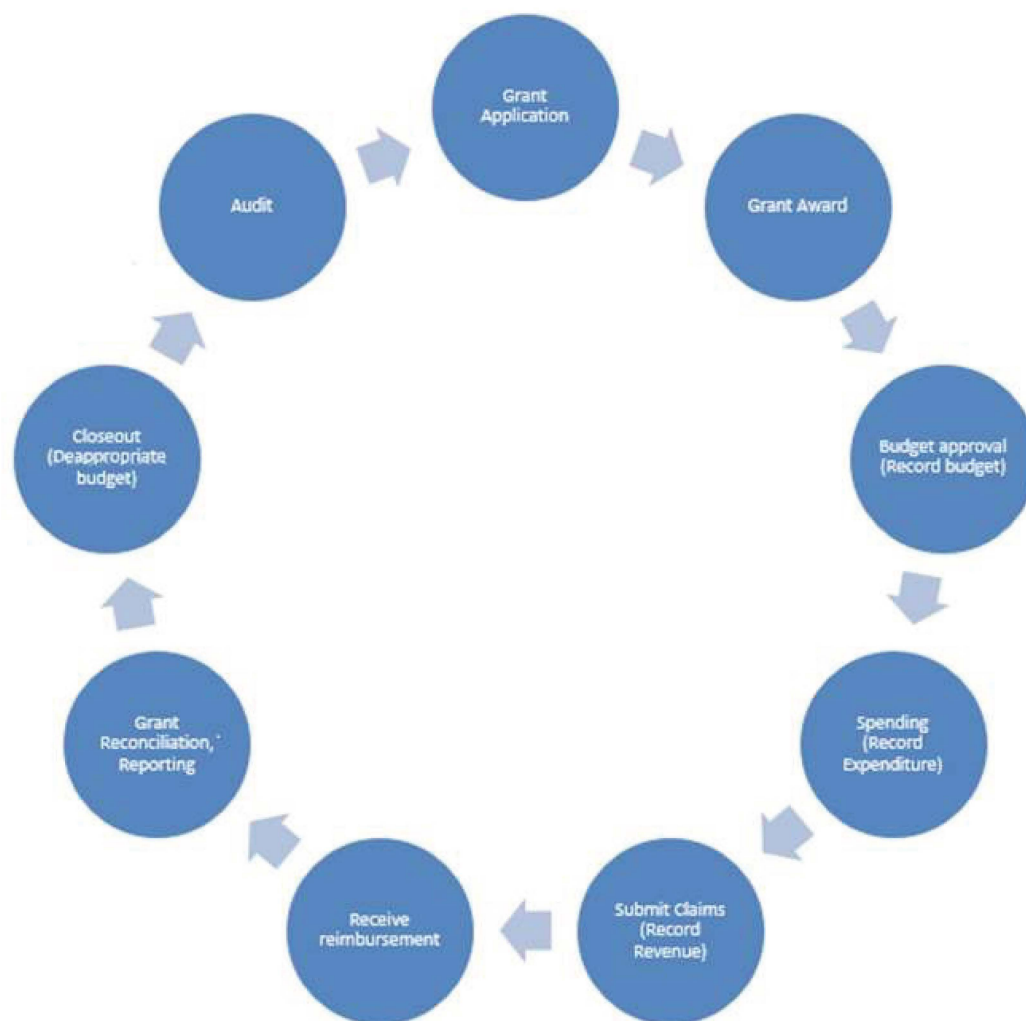 Grant
Application
Grant Award
Budget approval
(Record budget)
Spending
(Record
Expenditure)
Submit Claims
(Record
Revenue)
Receive
reimbursement
Grant
Reconciliation,
Reporting
Closeout
(Deappropriate
budget)
Audit